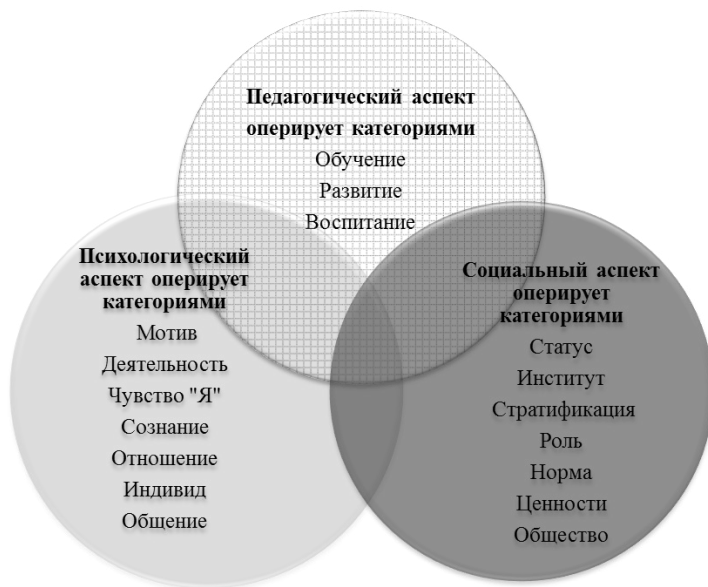 Педагогический аспект
оперирует категориями
Обучение
Развитие
Воспитание
Психологический
аспект оперирует
категориями
Мотив
Деятельность
Чувство "Я"
Сознание
Отношение
Индивид
Общение
Социальный аспект
оперирует
категориями
Статус
Институт
Стратификация
Роль
Норма
Ценности
Общество